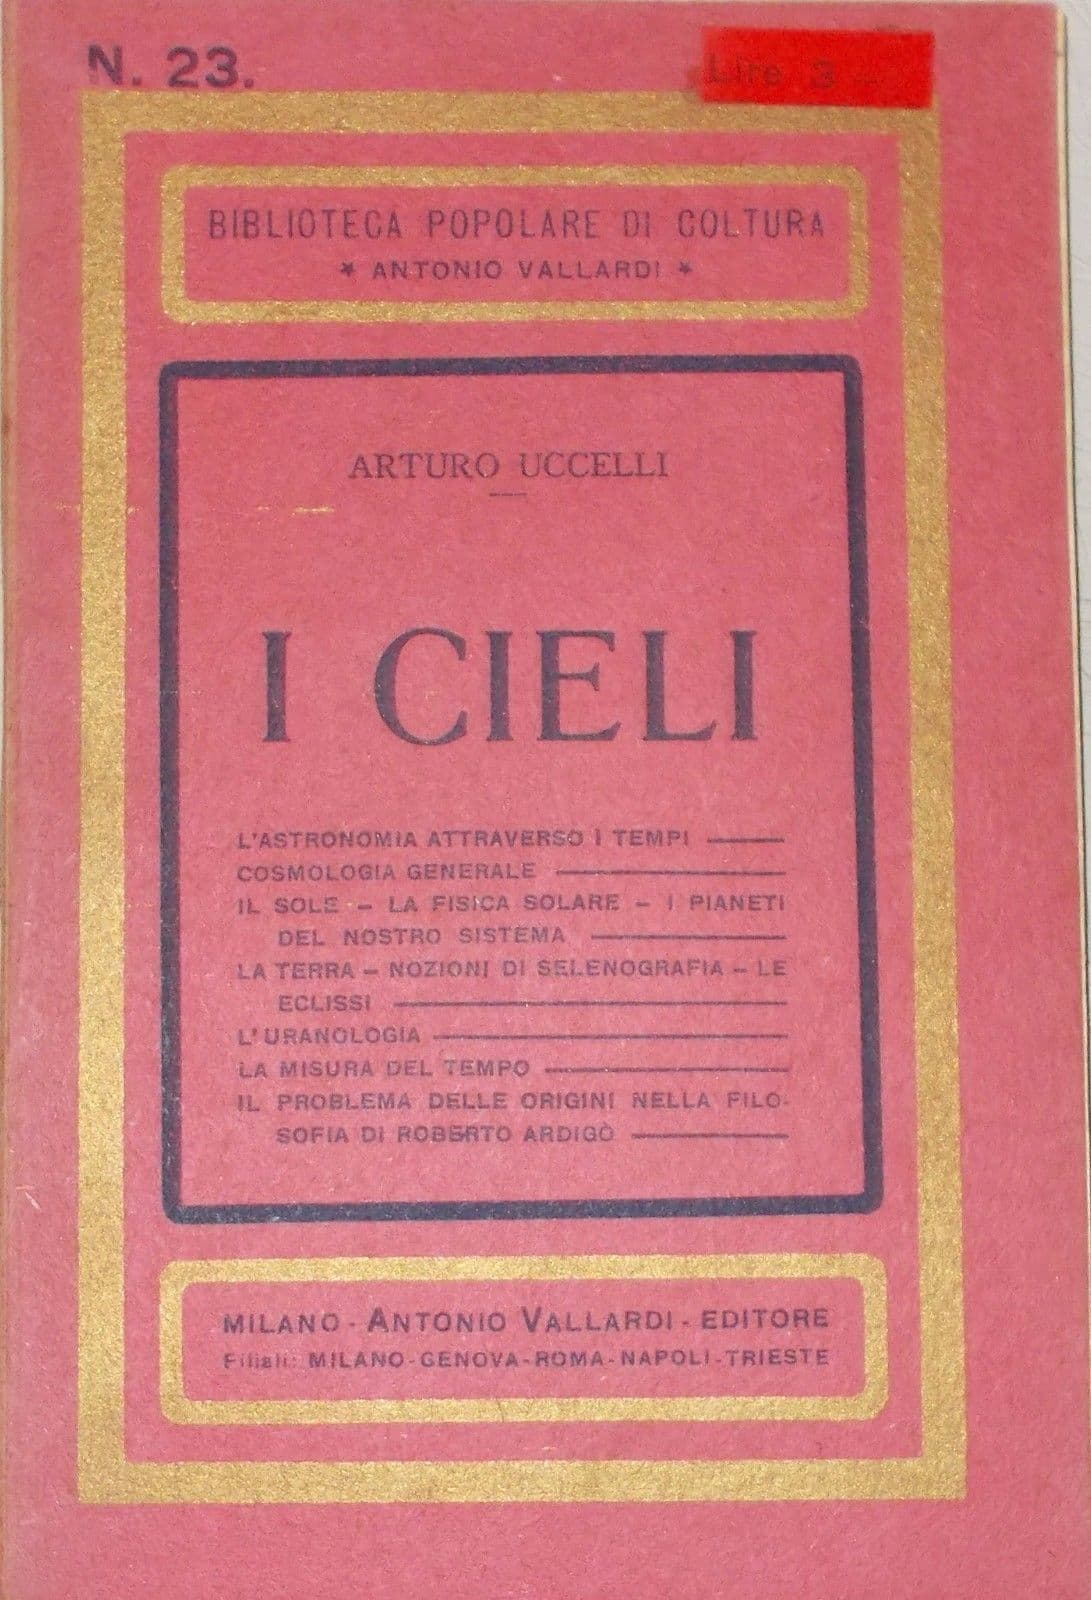 N. 23.
Lire 3 —
BIBLIOTECA POPOLARE DI COLTURA
* ANTONIO VALLARDI *
ARTURO UCCELLI
I CIELI
L'ASTRONOMIA ATTRAVERSO I TEMPI
COSMOLOGIA GENERALE
IL SOLE – LA FISICA SOLARE – I PIANETI
DEL NOSTRO SISTEMA
LA TERRA – NOZIONI DI SELENOGRAFIA – LE
ECLISSI
L'URANOLOGIA
LA MISURA DEL TEMPO
IL PROBLEMA DELLE ORIGINI NELLA FILO-
SOFIA DI ROBERTO ARDIGÒ
MILANO - ANTONIO VALLARDI - EDITORE
Filiali: MILANO-GENOVA-ROMA-NAPOLI-TRIESTE